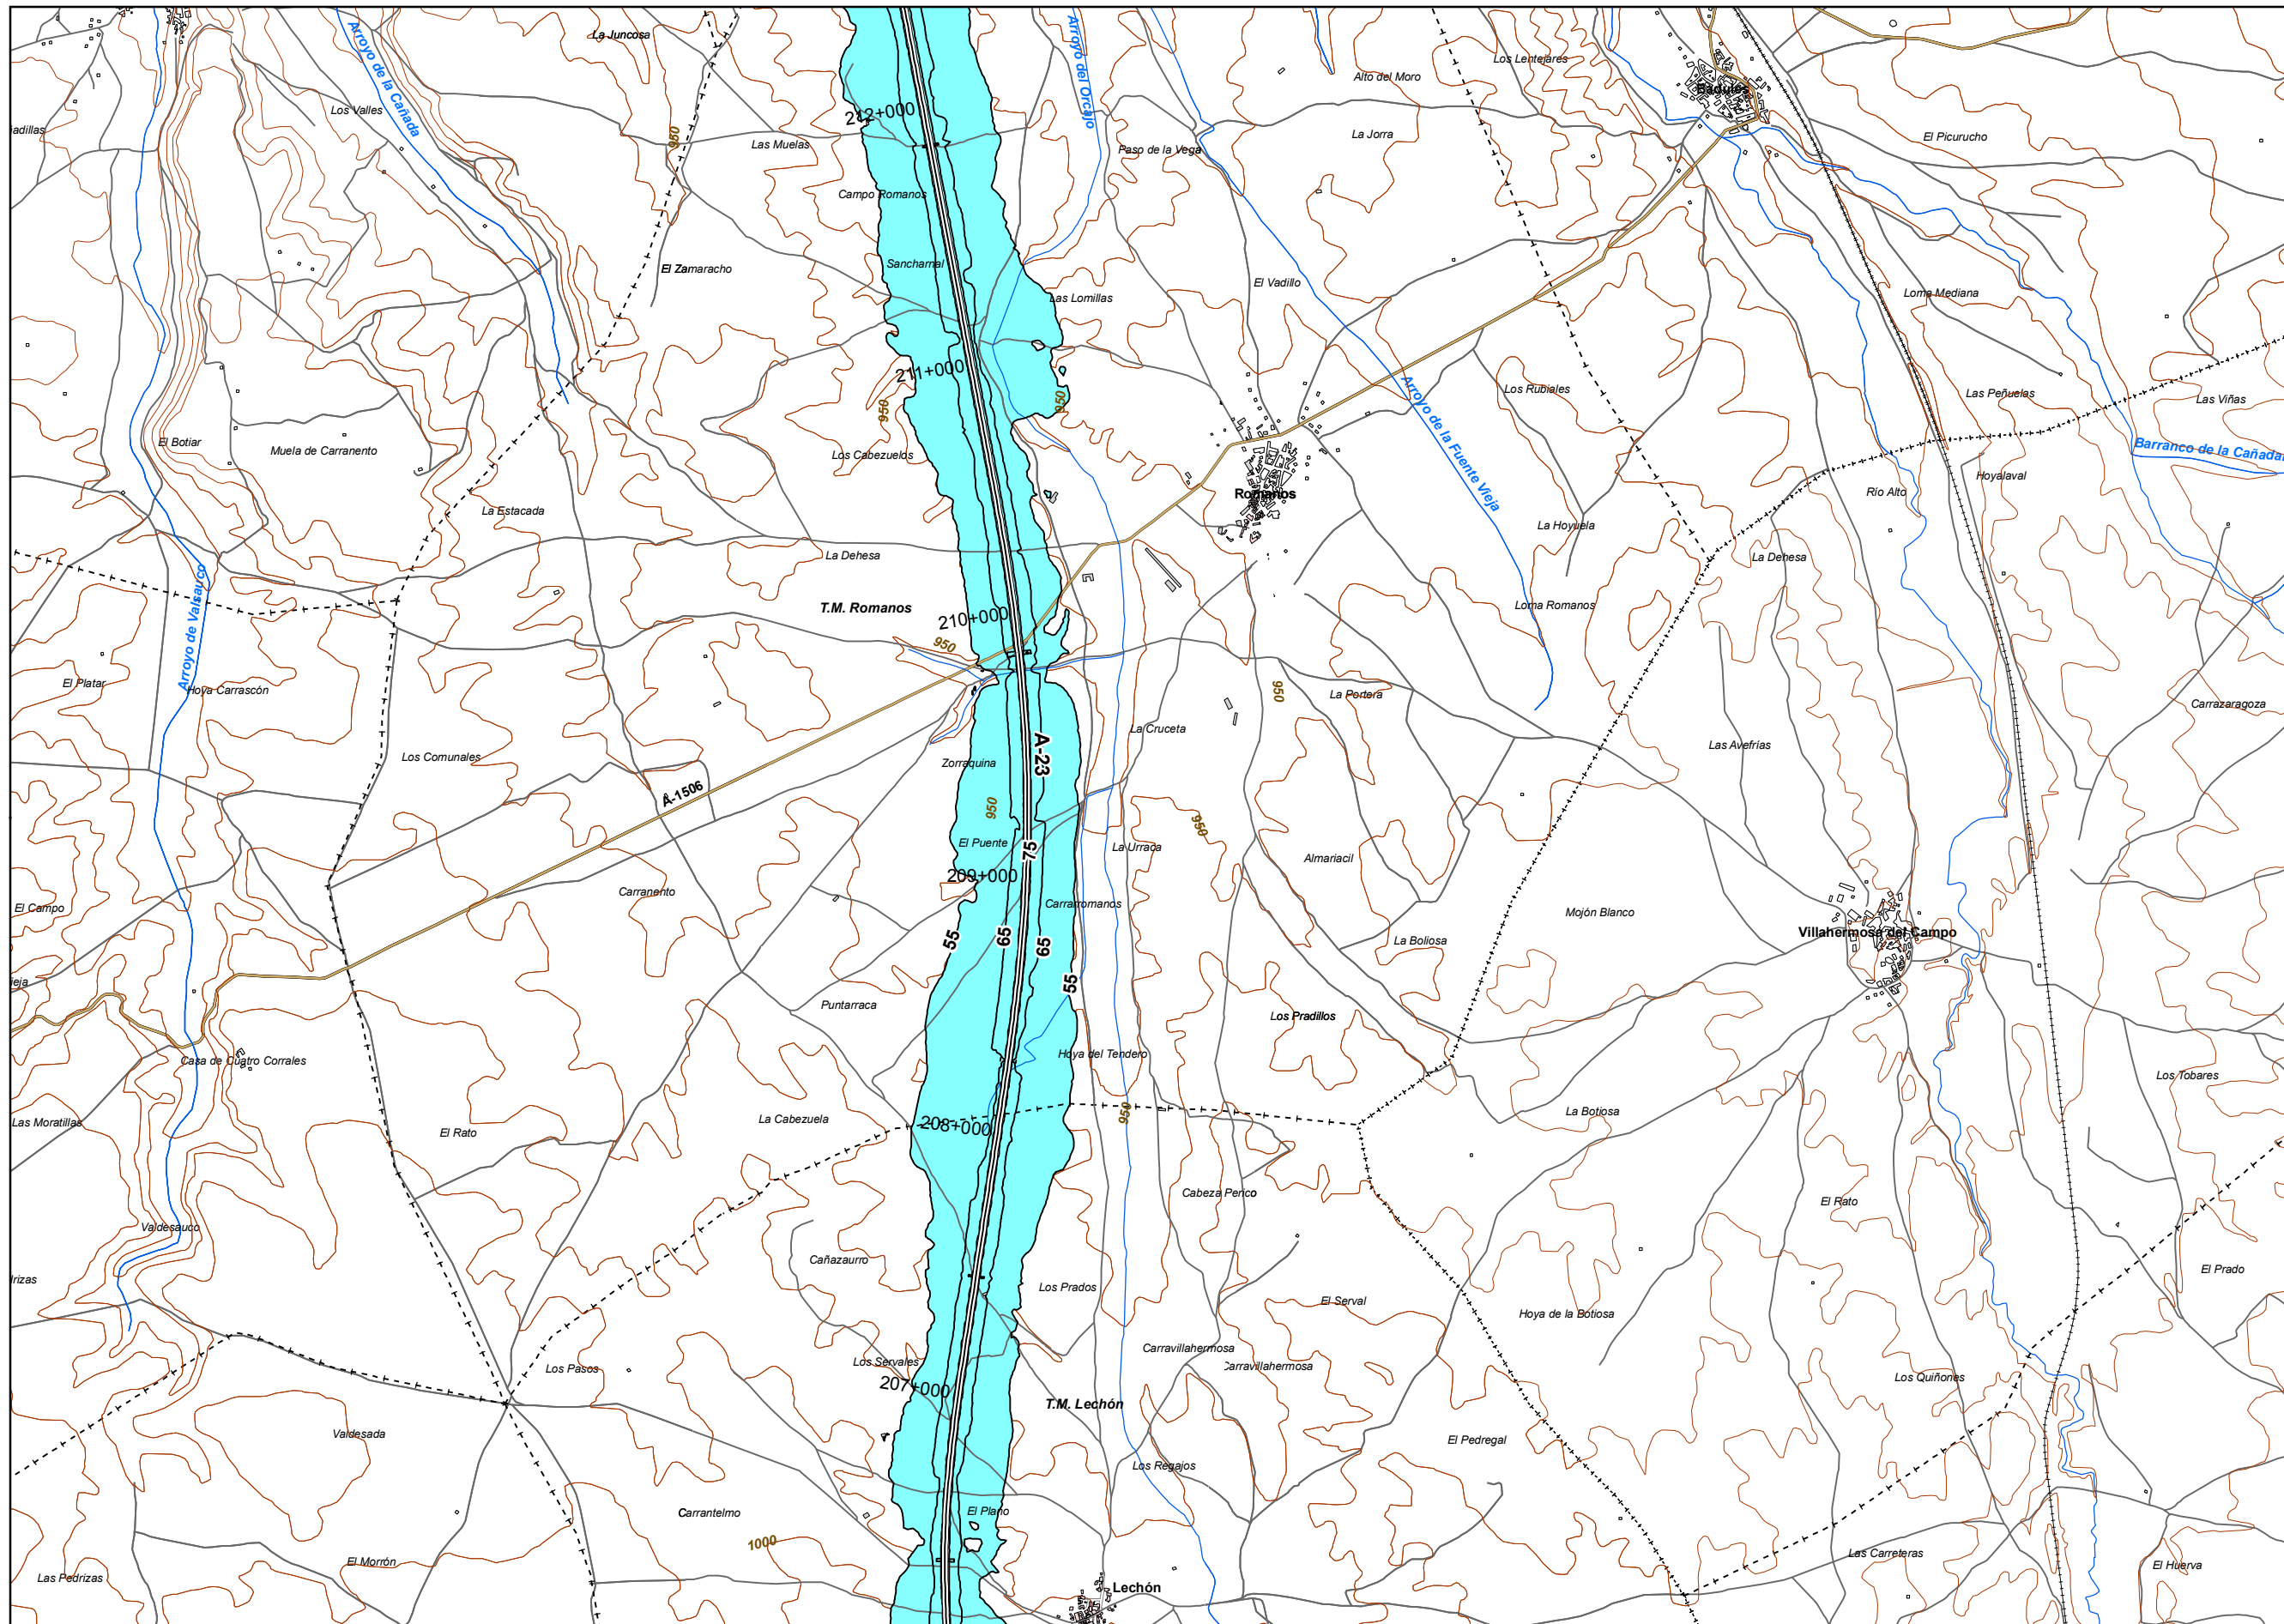 La Juncosa
Arroyo de la Cañada
Arroyo del Orcajo
Los Lentejares
Alto del Moro
Badules
Los Valles
212+000
950
Las Muelas
Paso de la Vega
La Jorra
El Picurucho
Campo Romanos
El Zamaracho
Sancharnal
El Vadillo
Las Lomillas
Loma Mediana
211+000
950
950
Los Rubiales
Las Peñuelas
Las Viñas
Arroyo de la Fuente Vieja
El Botiar
Muela de Carranento
Los Cabezuelos
Barranco de la Cañada
Hoyalaval
Río Alto
Romanos
La Estacada
La Hoyuela
La Dehesa
La Dehesa
T.M. Romanos
Loma Romanos
210+000
950
Arroyo de Valsauco
El Platar
Hoya Carrascón
950
La Portera
Carrazaragoza
La Cruceta
Las Avefrías
A-23
Los Comunales
Zorraquina
A-1506
950
950
El Puente
75
La Urraca
Almariacil
209+000
Carranento
Carrarromanos
El Campo
Mojón Blanco
Villahermosa del Campo
55
65
65
La Boliosa
55
Puntarraca
Los Pradillos
Casa de Cuatro Corrales
Hoya del Tendero
Los Tobares
Las Moratillas
950
La Botiosa
El Rato
La Cabezuela
208+000
Cabeza Perico
El Rato
Valdesauco
Cañazaurro
Los Prados
El Prado
El Serval
Hoya de la Botiosa
Carravillahermosa
Los Pasos
Los Servales
Carravillahermosa
Los Quiñones
207+000
T.M. Lechón
Valdesada
El Pedregal
Los Regajos
Carrantelmo
El Plano
1000
El Morrón
Las Carreteras
El Huerva
Las Pedrizas
Lechón